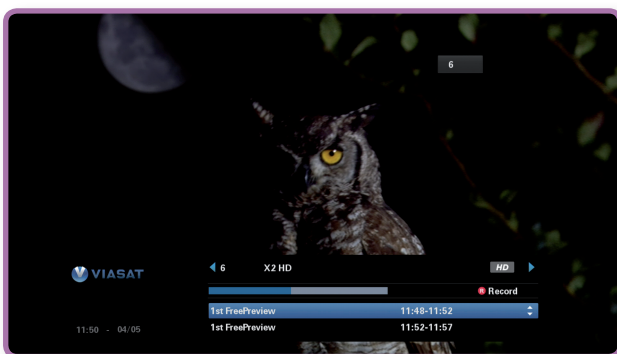 6
VIASAT
6 X2 HD HD
R Record
1st FreePreview 11:48-11:52
1st FreePreview 11:52-11:57
11:50 - 04/05